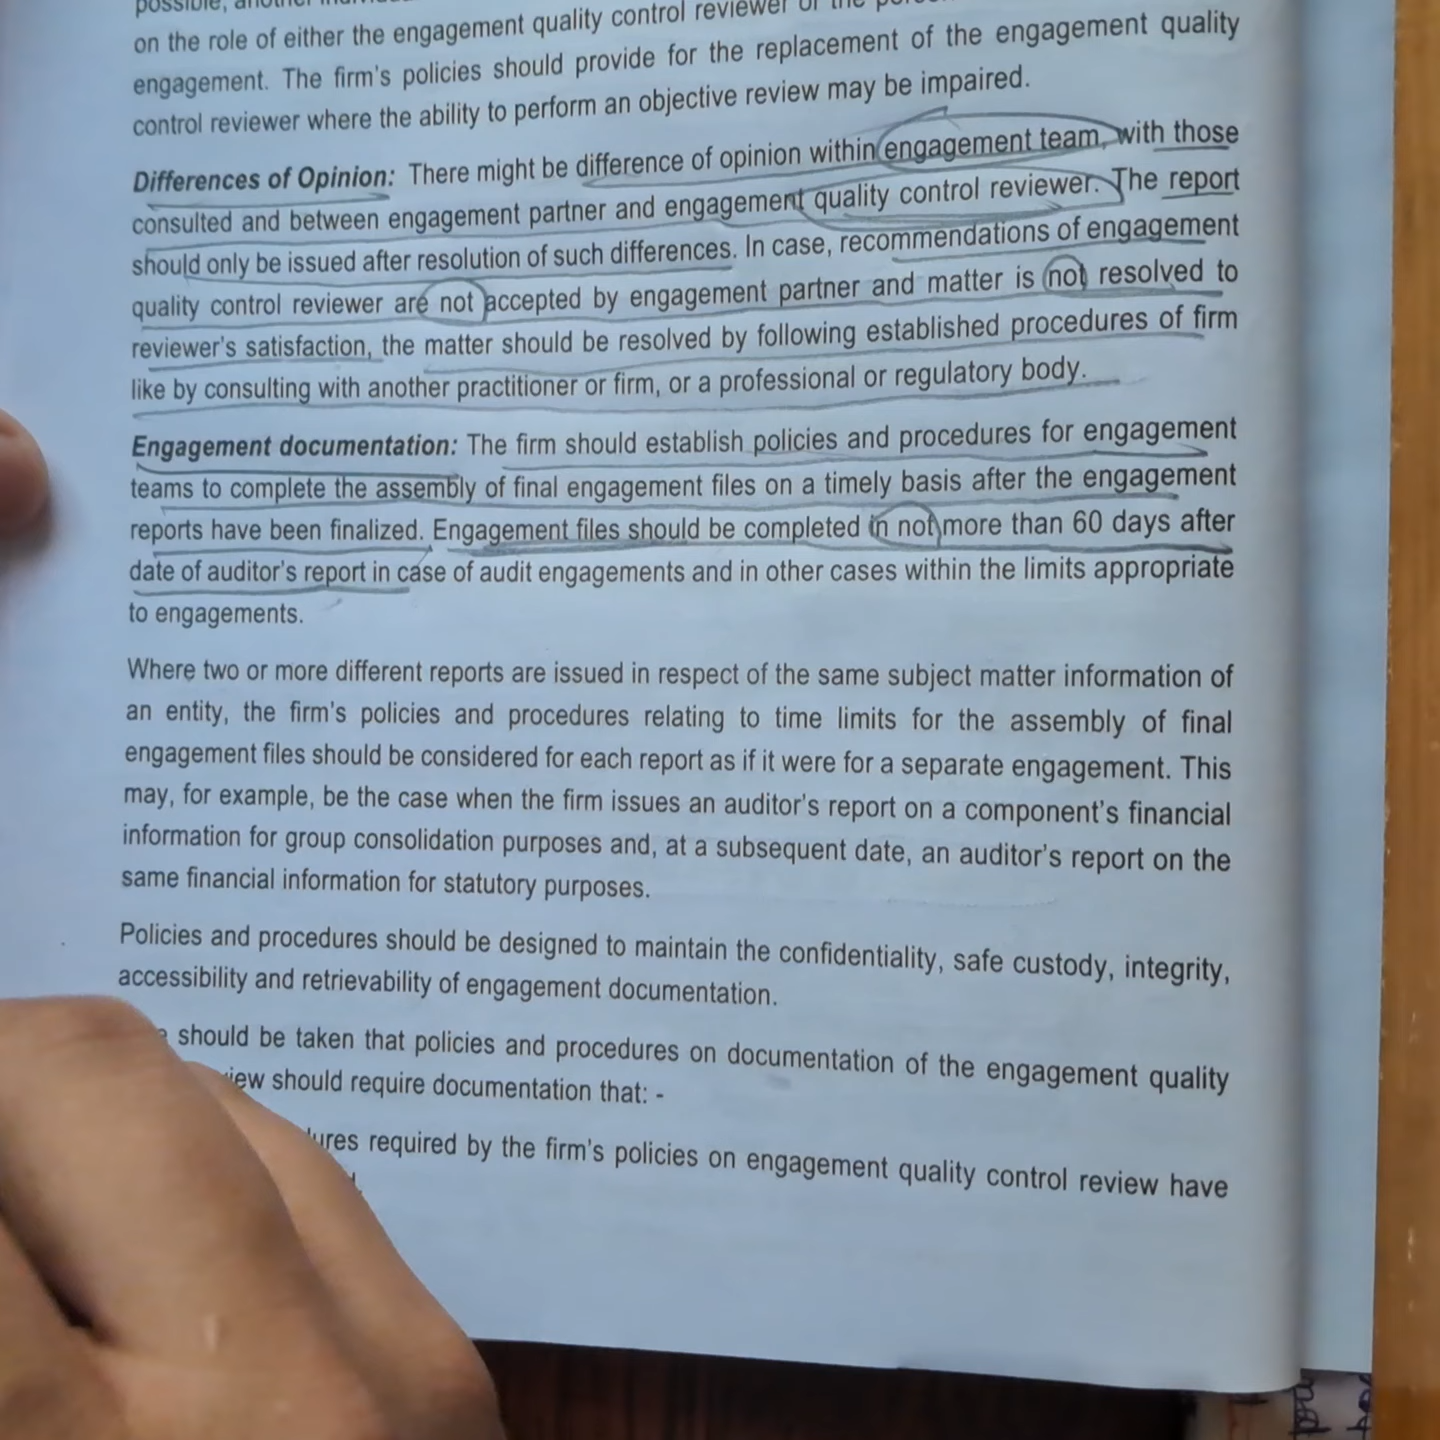 possible, another
on the role of either the engagement quality control reviewer or the
engagement. The firm's policies should provide for the replacement of the engagement quality
control reviewer where the ability to perform an objective review may be impaired.
Differences of Opinion: There might be difference of opinion within engagement team, with those
consulted and between engagement partner and engagement quality control reviewer. The report
should only be issued after resolution of such differences. In case, recommendations of engagement
quality control reviewer are not accepted by engagement partner and matter is not resolved to
reviewer's satisfaction, the matter should be resolved by following established procedures of firm
like by consulting with another practitioner or firm, or a professional or regulatory body.
Engagement documentation: The firm should establish policies and procedures for engagement
teams to complete the assembly of final engagement files on a timely basis after the engagement
reports have been finalized. Engagement files should be completed in not more than 60 days after
date of auditor's report in case of audit engagements and in other cases within the limits appropriate
to engagements.
Where two or more different reports are issued in respect of the same subject matter information of
an entity, the firm's policies and procedures relating to time limits for the assembly of final
engagement files should be considered for each report as if it were for a separate engagement. This
may, for example, be the case when the firm issues an auditor's report on a component's financial
information for group consolidation purposes and, at a subsequent date, an auditor's report on the
same financial information for statutory purposes.
Policies and procedures should be designed to maintain the confidentiality, safe custody, integrity,
accessibility and retrievability of engagement documentation.
should be taken that policies and procedures on documentation of the engagement quality
should require documentation that: -
required by the firm's policies on engagement quality control review have